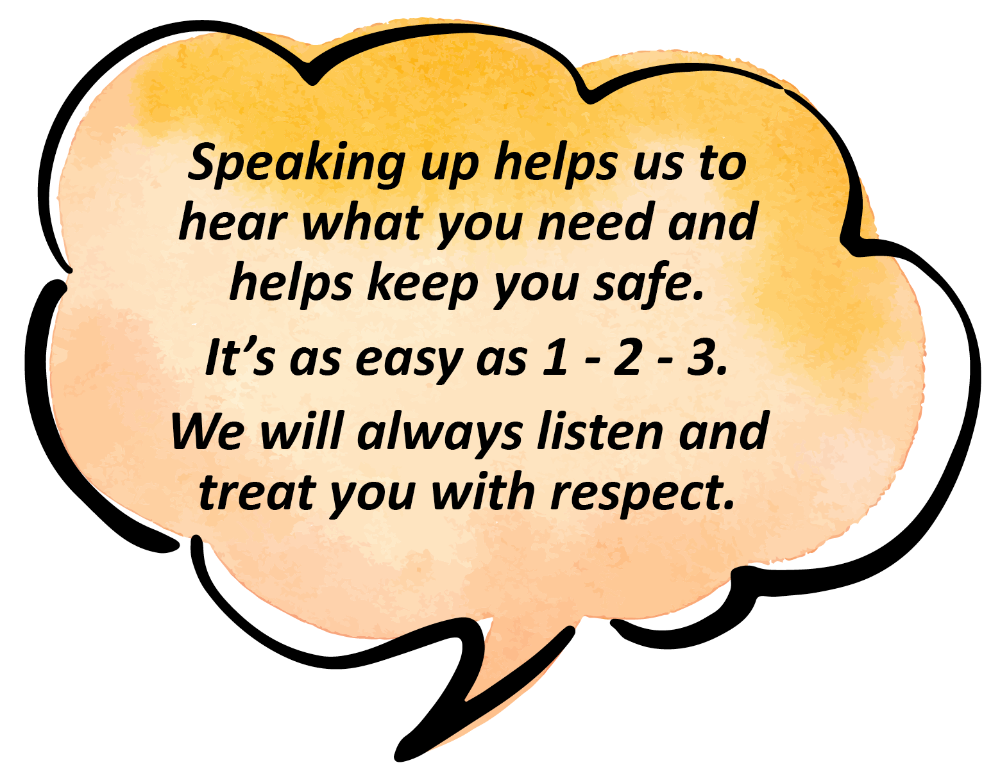 Speaking up helps us to
hear what you need and
helps keep you safe.
It’s as easy as 1 - 2 - 3.
We will always listen and
treat you with respect.